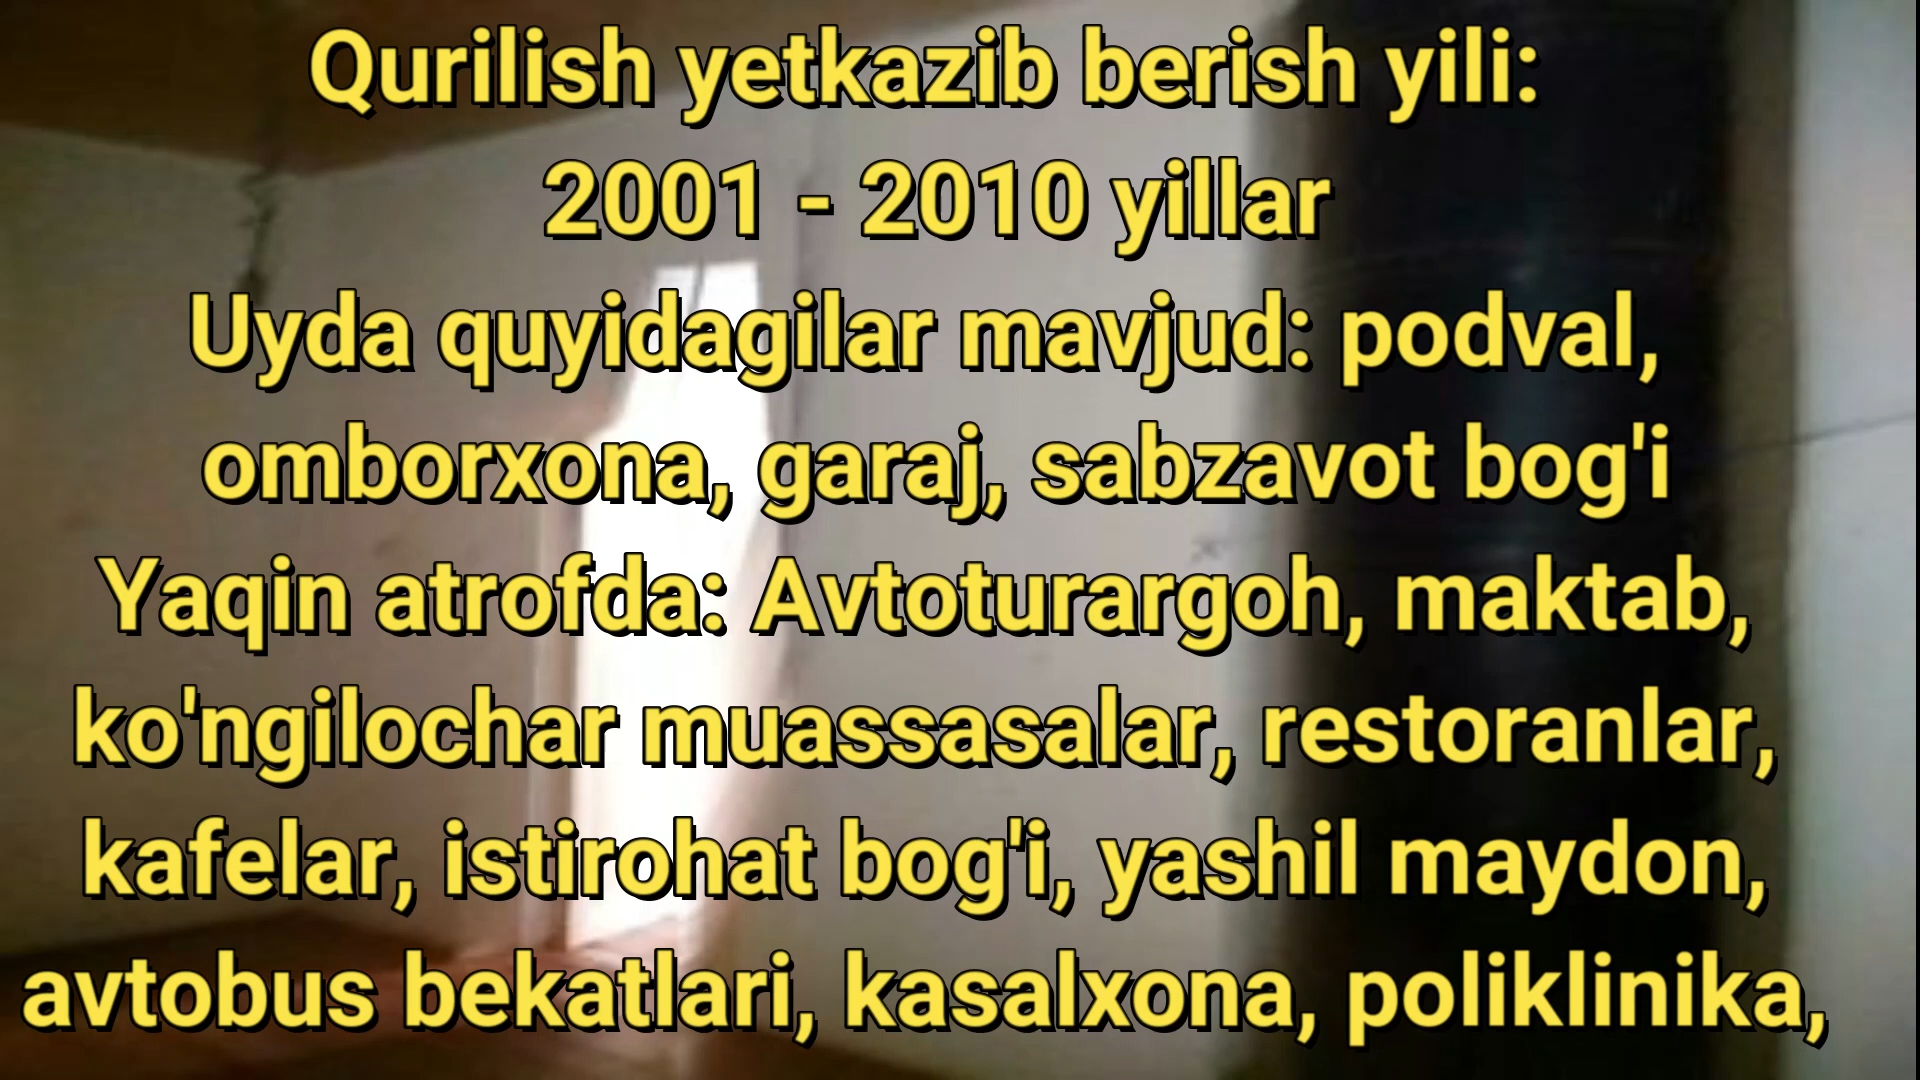 Qurilish yetkazib berish yili:
2001 - 2010 yillar
Uyda quyidagilar mavjud: podval,
omborxona, garaj, sabzavot bog'i
Yaqin atrofda: Avtoturargoh, maktab,
ko'ngilochar muassasalar, restoranlar,
kafelar, istirohat bog'i, yashil maydon,
avtobus bekatlari, kasalxona, poliklinika,